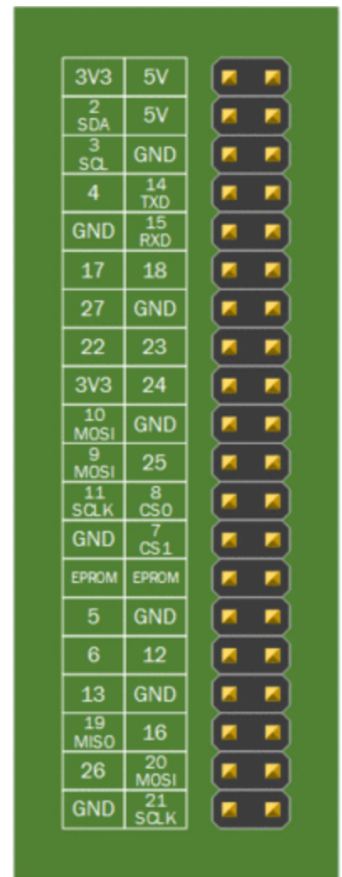 3V3 5V
2 SDA 5V
3 SCL GND
4 14 TXD
GND 15 RXD
17 18
27 GND
22 23
3V3 24
10 MOSI GND
9 MOSI 25
11 SCLK 8 CS0
GND 7 CS1
EPROM EPROM
5 GND
6 12
13 GND
19 MISO 16
26 20 MOSI
GND 21 SCLK